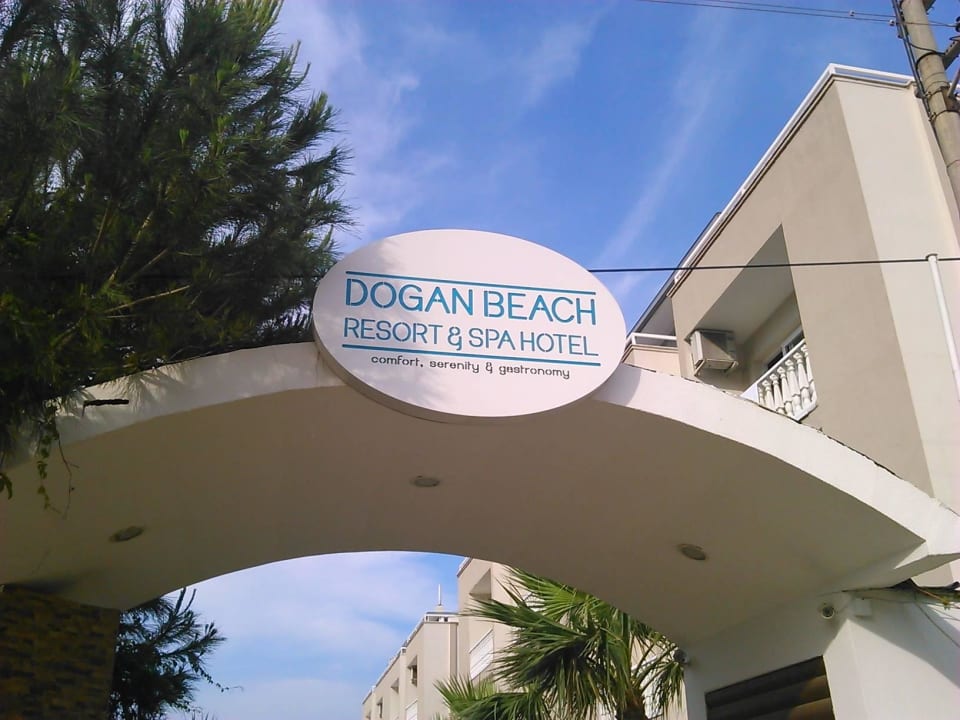 DOGAN BEACH
RESORT & SPA HOTEL
comfort, serenity & gastronomy